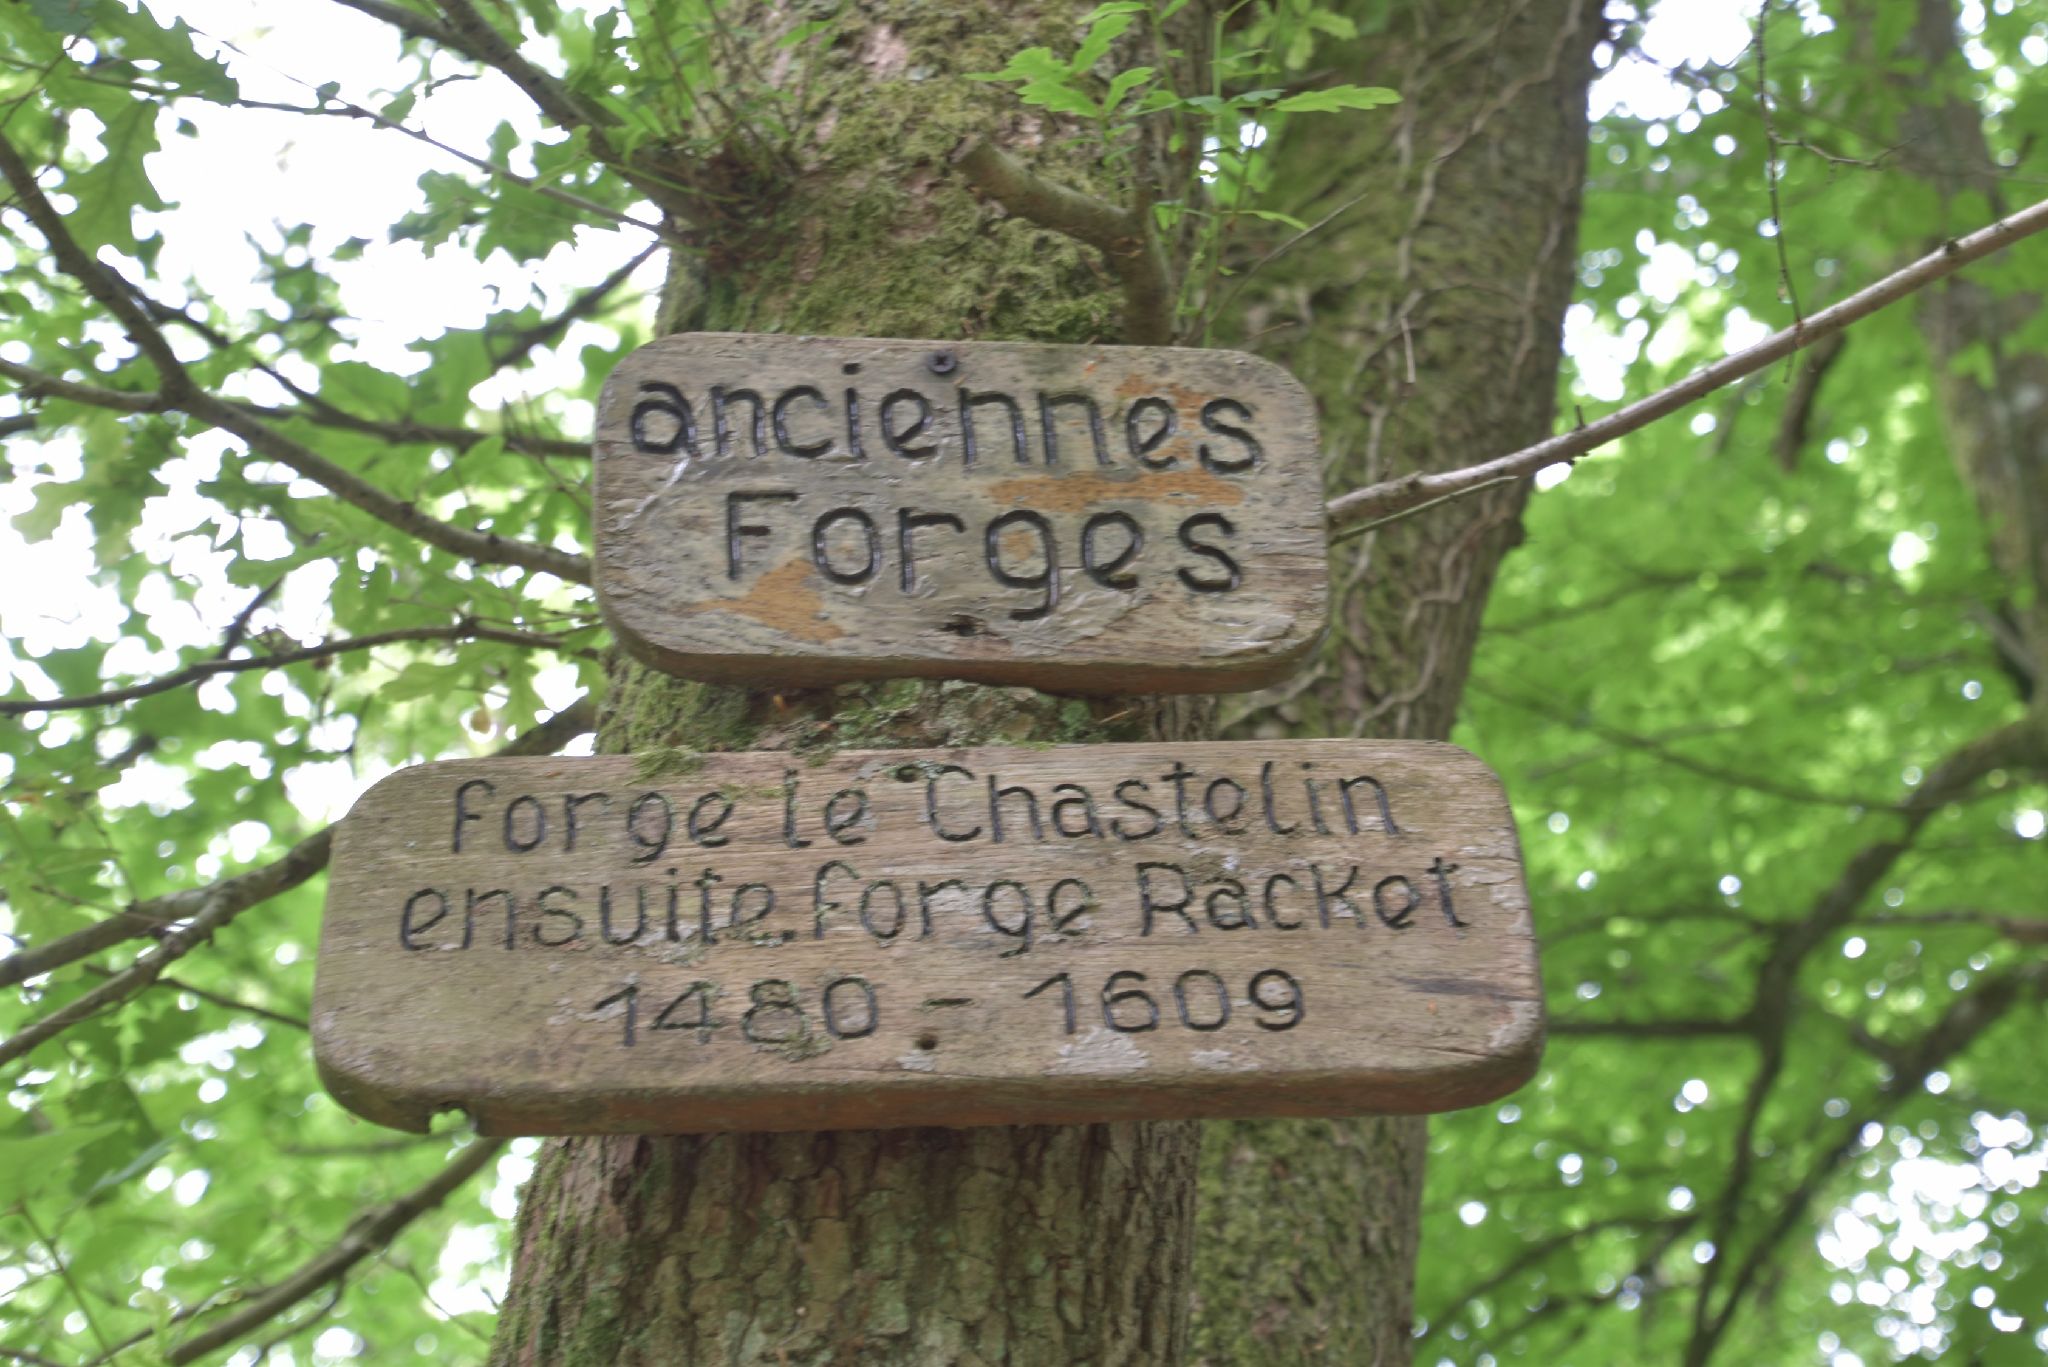 anciennes
Forges
forge le Chastelin
ensuite forge Racket
1480 - 1609